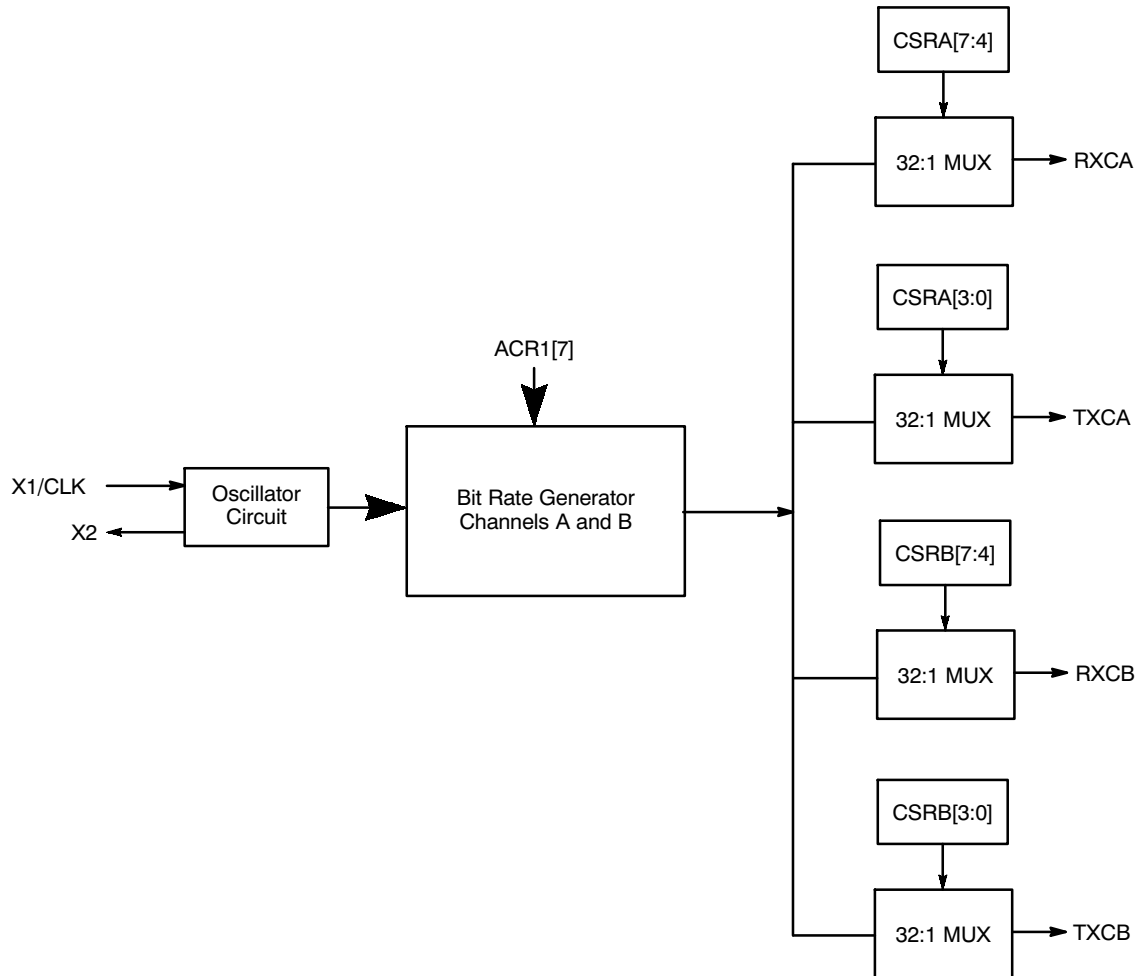 CSRA[7:4]
32:1 MUX
RXCA
CSRA[3:0]
ACR1[7]
32:1 MUX
TXCA
X1/CLK
X2
Oscillator
Circuit
Bit Rate Generator
Channels A and B
CSRB[7:4]
32:1 MUX
RXCB
CSRB[3:0]
32:1 MUX
TXCB